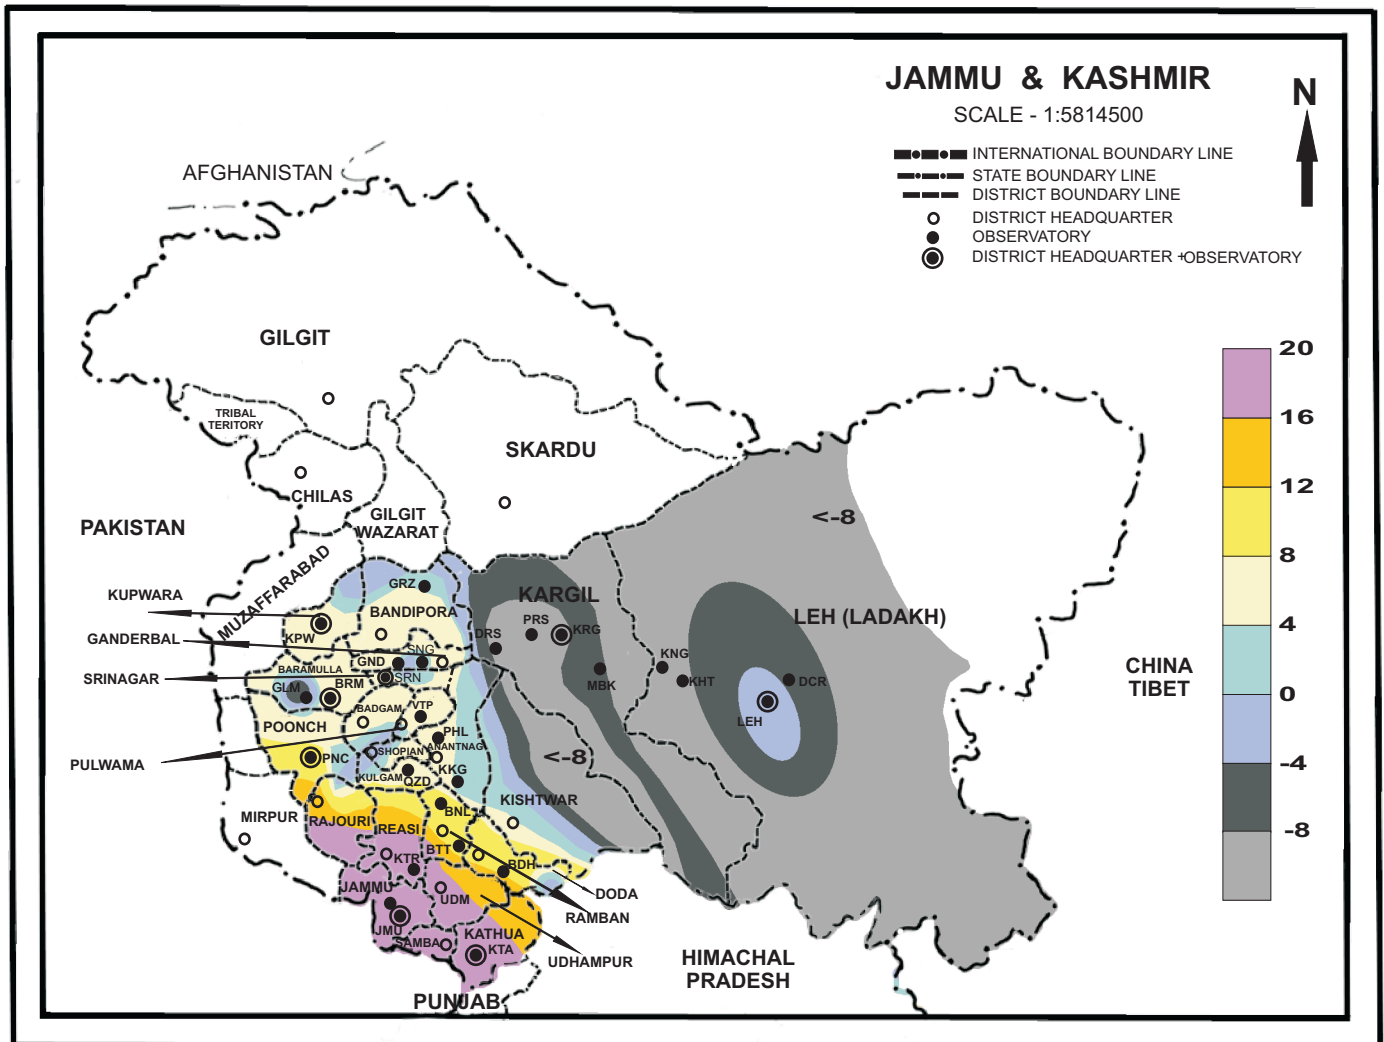 JAMMU & KASHMIR
SCALE - 1:5814500
N
INTERNATIONAL BOUNDARY LINE
STATE BOUNDARY LINE
DISTRICT BOUNDARY LINE
DISTRICT HEADQUARTER
OBSERVATORY
DISTRICT HEADQUARTER +OBSERVATORY
AFGHANISTAN
GILGIT
TRIBAL
TERITORY
SKARDU
CHILAS
GILGIT
WAZARAT
PAKISTAN
MUZAFFARABAD
<-8
20
16
12
8
4
0
-4
-8
KUPWARA
GANDERBAL
SRINAGAR
PULWAMA
GRZ
BANDIPORA
KPW
KARGIL
PRS
KRG
DRS
MBK
LEH (LADAKH)
KNG
KHT
DCR
LEH
CHINA
TIBET
SNG
GND
BARAMULLA
SRN
GLM
BRM
BADGAM
VTP
POONCH
PHL
PNC
SHOPIAN
ANANTNAG
KULGAM
KKG
QZD
<-8
KISHTWAR
MIRPUR
RAJOURI
REASI
BNL
BTT
KTR
BDH
JAMMU
UDM
DODA
RAMBAN
JMU
SAMBA
KATHUA
KTA
UDHAMPUR
HIMACHAL
PRADESH
PUNJAB